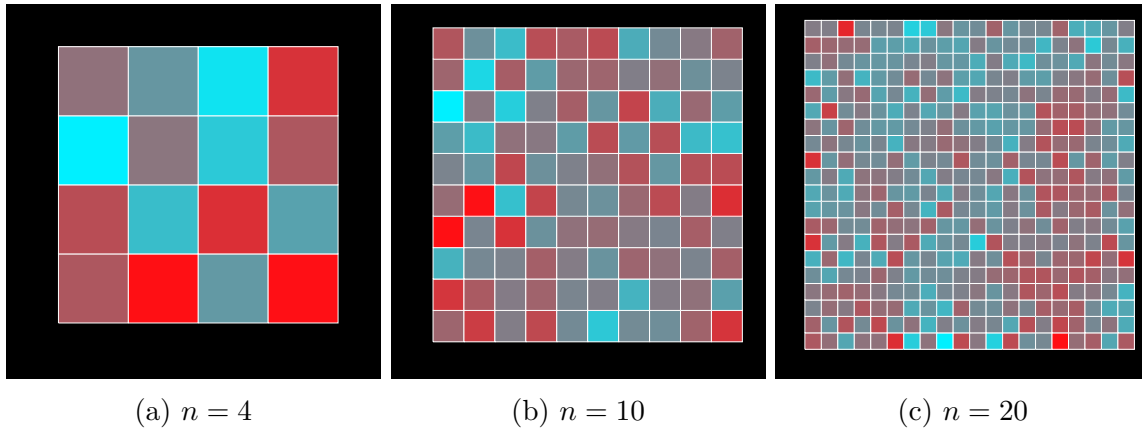 (a) n = 4
(b) n = 10
(c) n = 20